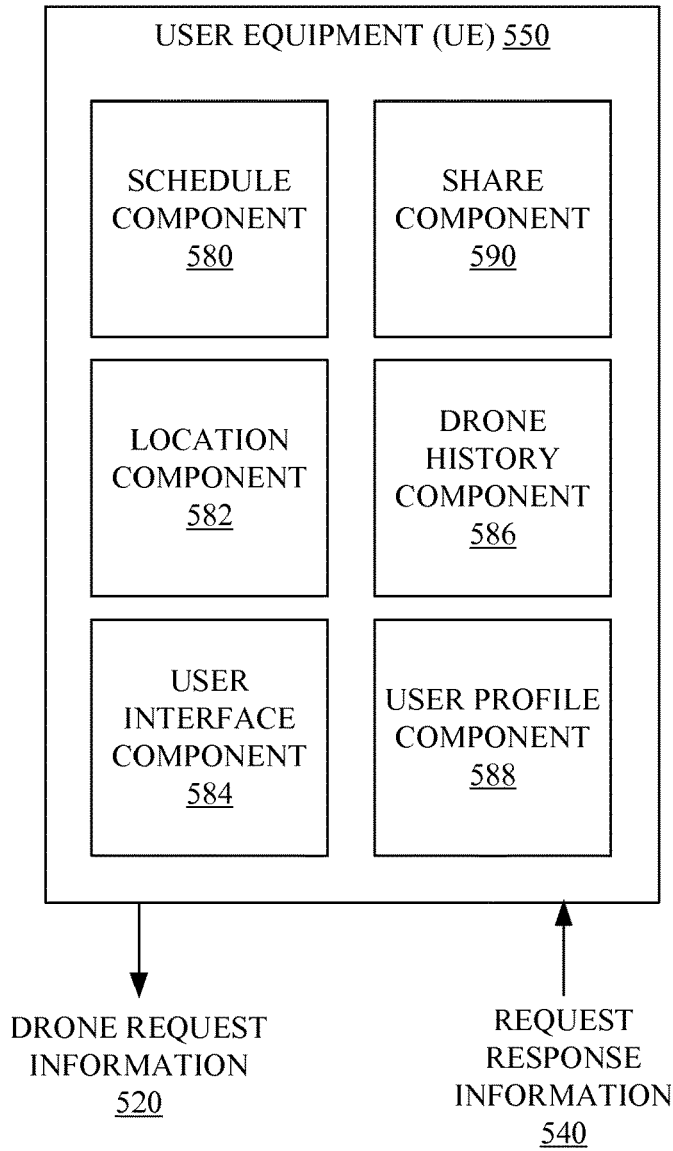 USER EQUIPMENT (UE) 550
SCHEDULE
COMPONENT
580
SHARE
COMPONENT
590
LOCATION
COMPONENT
582
DRONE
HISTORY
COMPONENT
586
USER
INTERFACE
COMPONENT
584
USER PROFILE
COMPONENT
588
DRONE REQUEST
INFORMATION
520
REQUEST
RESPONSE
INFORMATION
540